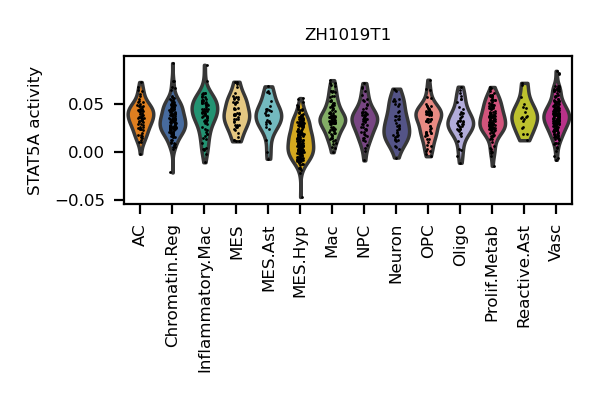 ZH1019T1
STAT5A activity
0.05
0.00
−0.05
AC
Chromatin.Reg
Inflammatory.Mac
MES
MES.Ast
MES.Hyp
Mac
NPC
Neuron
OPC
Oligo
Prolif.Metab
Reactive.Ast
Vasc